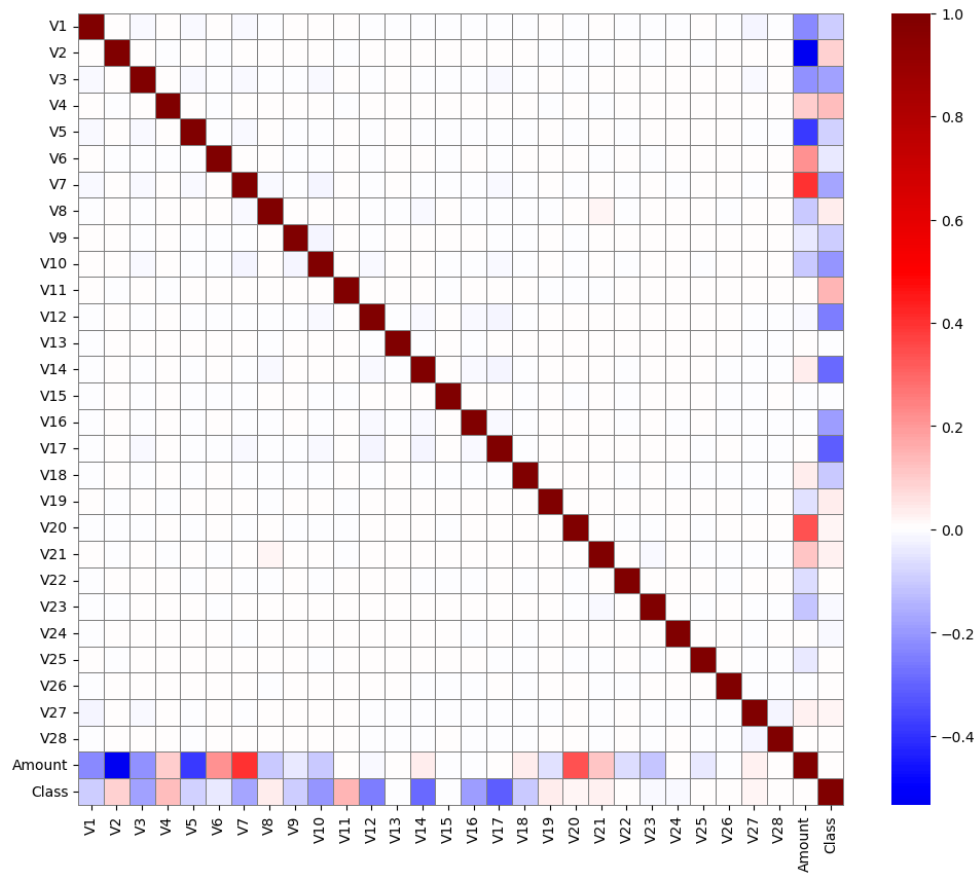 V1
V2
V3
V4
V5
V6
V7
V8
V9
V10
V11
V12
V13
V14
V15
V16
V17
V18
V19
V20
V21
V22
V23
V24
V25
V26
V27
V28
Amount
Class
V1 V2 V3 V4 V5 V6 V7 V8 V9 V10 V11 V12 V13 V14 V15 V16 V17 V18 V19 V20 V21 V22 V23 V24 V25 V26 V27 V28 Amount Class
1.0
0.8
0.6
0.4
0.2
0.0
−0.2
−0.4